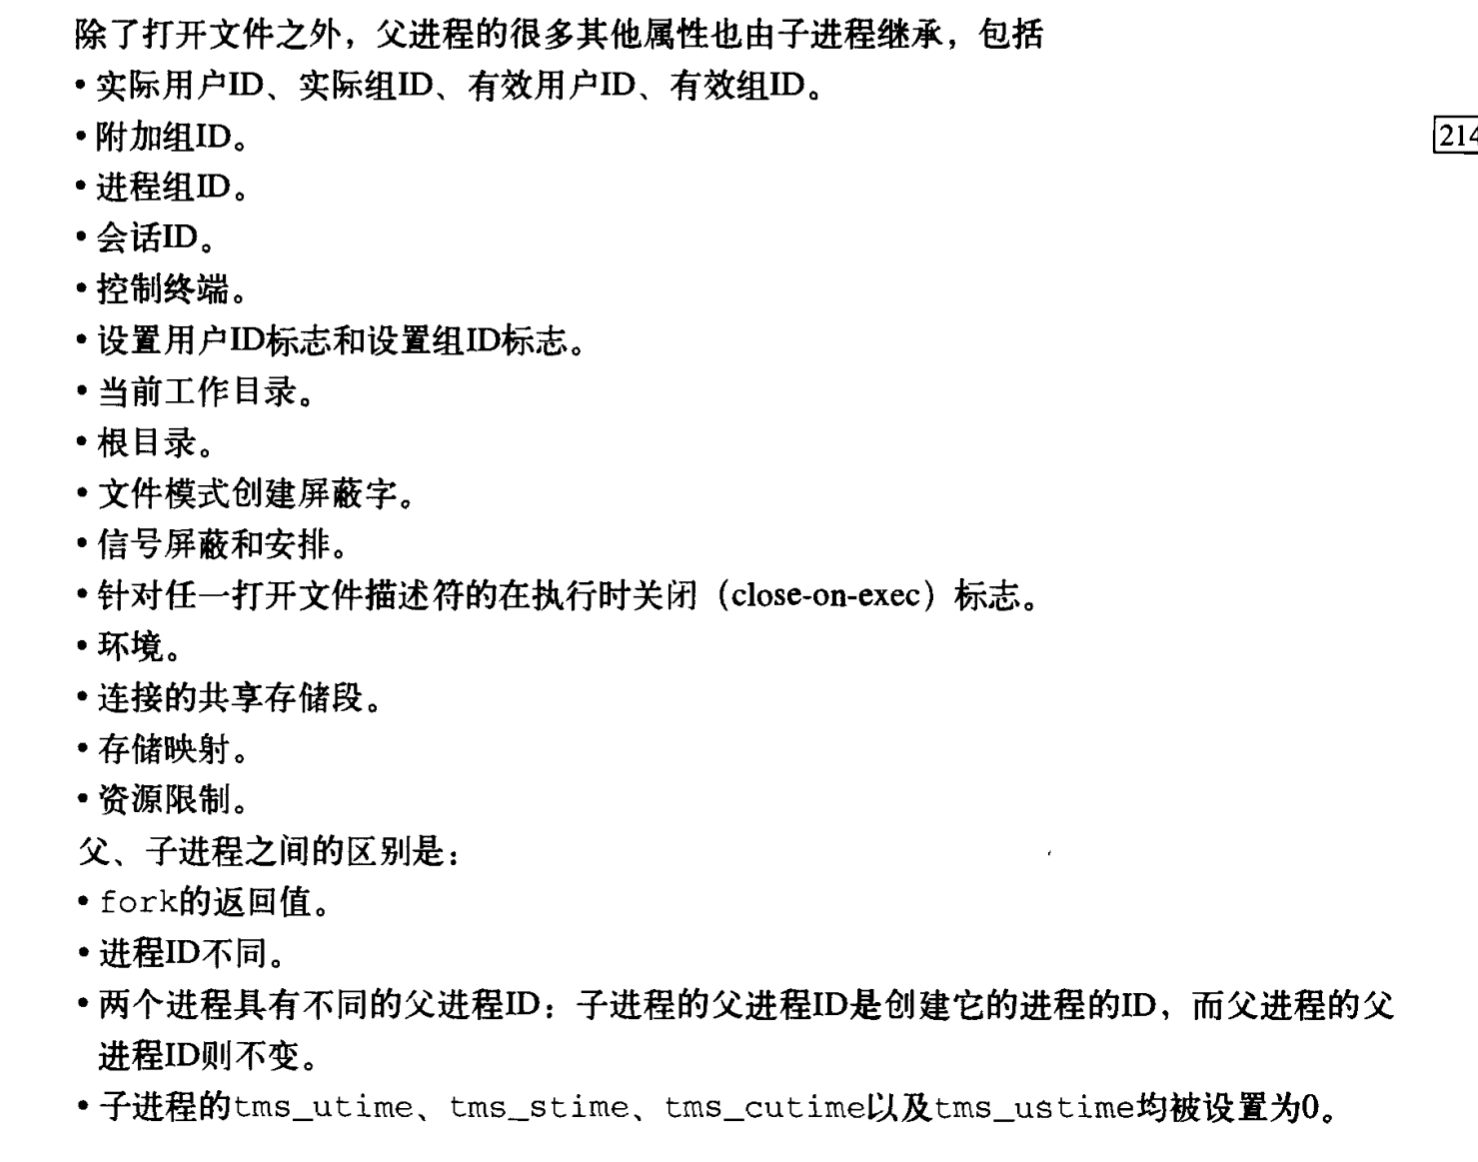 除了打开文件之外，父进程的很多其他属性也由子进程继承，包括
• 实际用户ID、实际组ID、有效用户ID、有效组ID。
• 附加组ID。
214
• 进程组ID。
• 会话ID。
• 控制终端。
• 设置用户ID标志和设置组ID标志。
• 当前工作目录。
• 根目录。
• 文件模式创建屏蔽字。
• 信号屏蔽和安排。
• 针对任一打开文件描述符的在执行时关闭（close-on-exec）标志。
• 环境。
• 连接的共享存储段。
• 存储映射。
• 资源限制。
父、子进程之间的区别是：
• fork的返回值。
• 进程ID不同。
• 两个进程具有不同的父进程ID：子进程的父进程ID是创建它的进程的ID，而父进程的父
进程ID则不变。
• 子进程的tms_utime、tms_stime、tms_cutime以及tms_ustime均被设置为0。